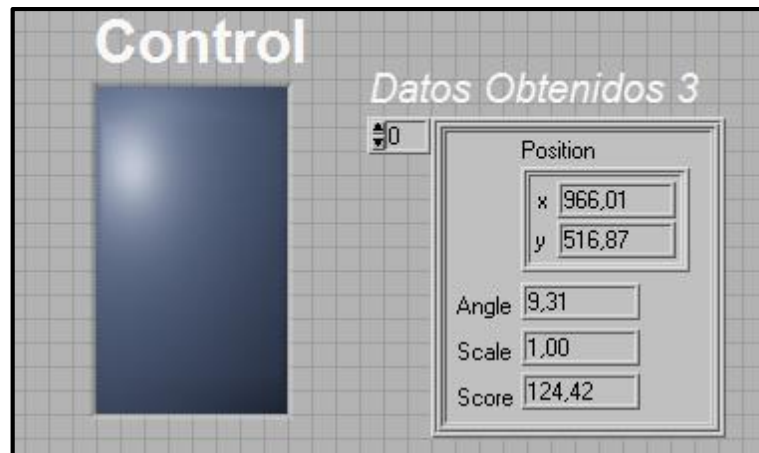 Control
Datos Obtenidos 3
0
Position
x 966,01
y 516,87
Angle 9,31
Scale 1,00
Score 124,42